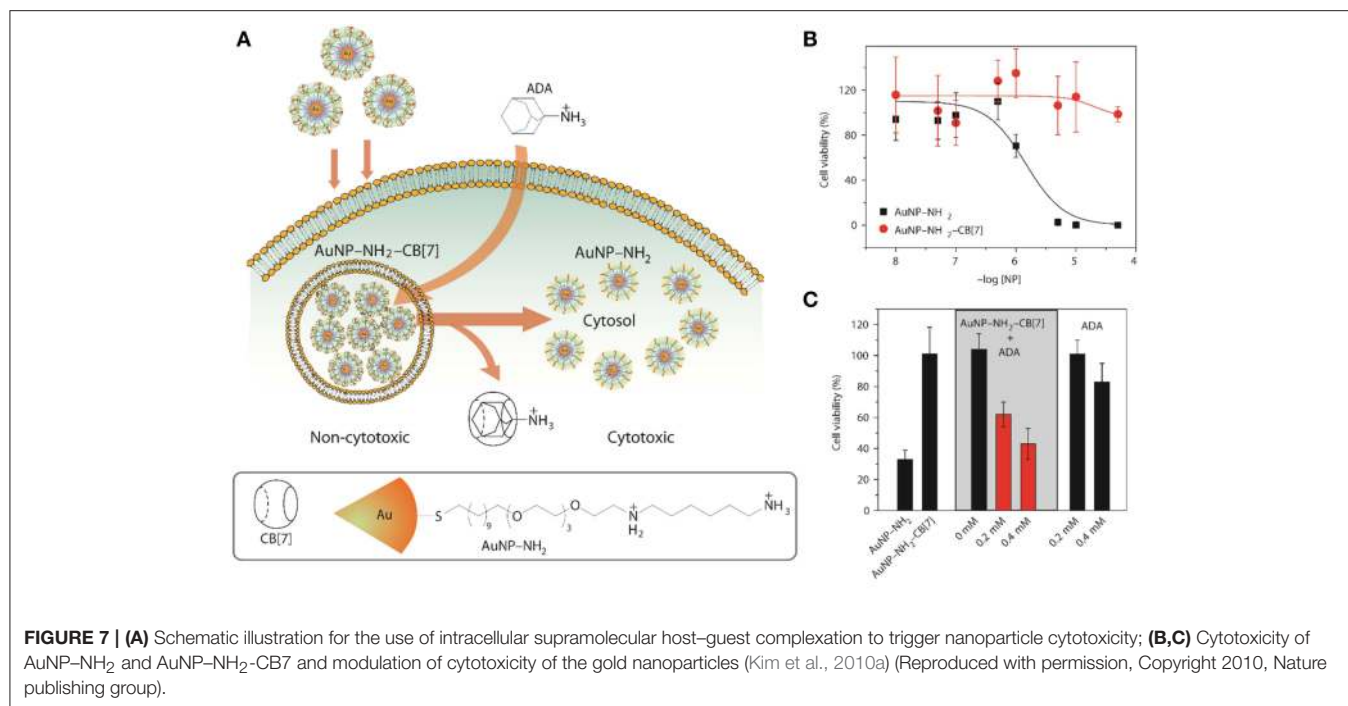 A
ADA
+
NH3
AuNP–NH2–CB[7]
AuNP–NH2
Cytosol
+
NH3
Non-cytotoxic
Cytotoxic
CB[7]
Au
S
9
O
3
O
+
N
H2
+
NH3
AuNP–NH2
B
Cell viability (%)
120
80
40
0
AuNP–NH 2
AuNP–NH 2–CB[7]
8 7 6 5 4
–log [NP]
C
Cell viability (%)
120
100
80
60
40
20
0
AuNP–NH2–CB[7]
+
ADA
ADA
AuNP–NH2
AuNP–NH2–CB[7]
0 mM
0.2 mM
0.4 mM
0.2 mM
0.4 mM
FIGURE 7 | (A) Schematic illustration for the use of intracellular supramolecular host–guest complexation to trigger nanoparticle cytotoxicity; (B,C) Cytotoxicity of
AuNP–NH2 and AuNP–NH2-CB7 and modulation of cytotoxicity of the gold nanoparticles (Kim et al., 2010a) (Reproduced with permission, Copyright 2010, Nature
publishing group).